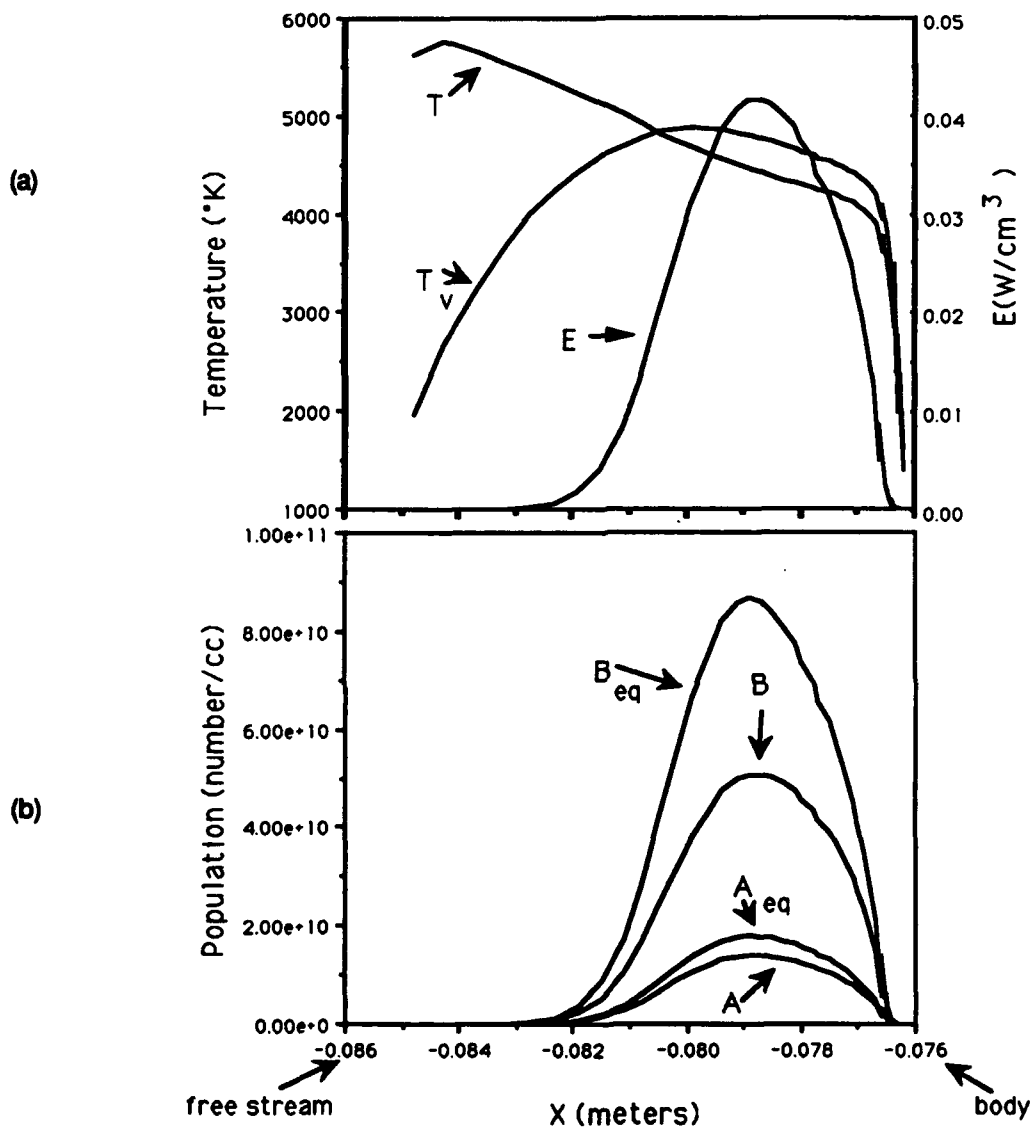 (a)
Temperature (°K)
6000
5000
4000
3000
2000
1000
T
T v
E
0.05
0.04
0.03
0.02
0.01
0.00
E(W/cm³)
(b)
Population (number/cc)
1.00e+11
8.00e+10
6.00e+10
4.00e+10
2.00e+10
0.00e+0
B eq
B
A eq
A
-0.086
-0.084
-0.082
-0.080
-0.078
-0.076
free stream
X (meters)
body